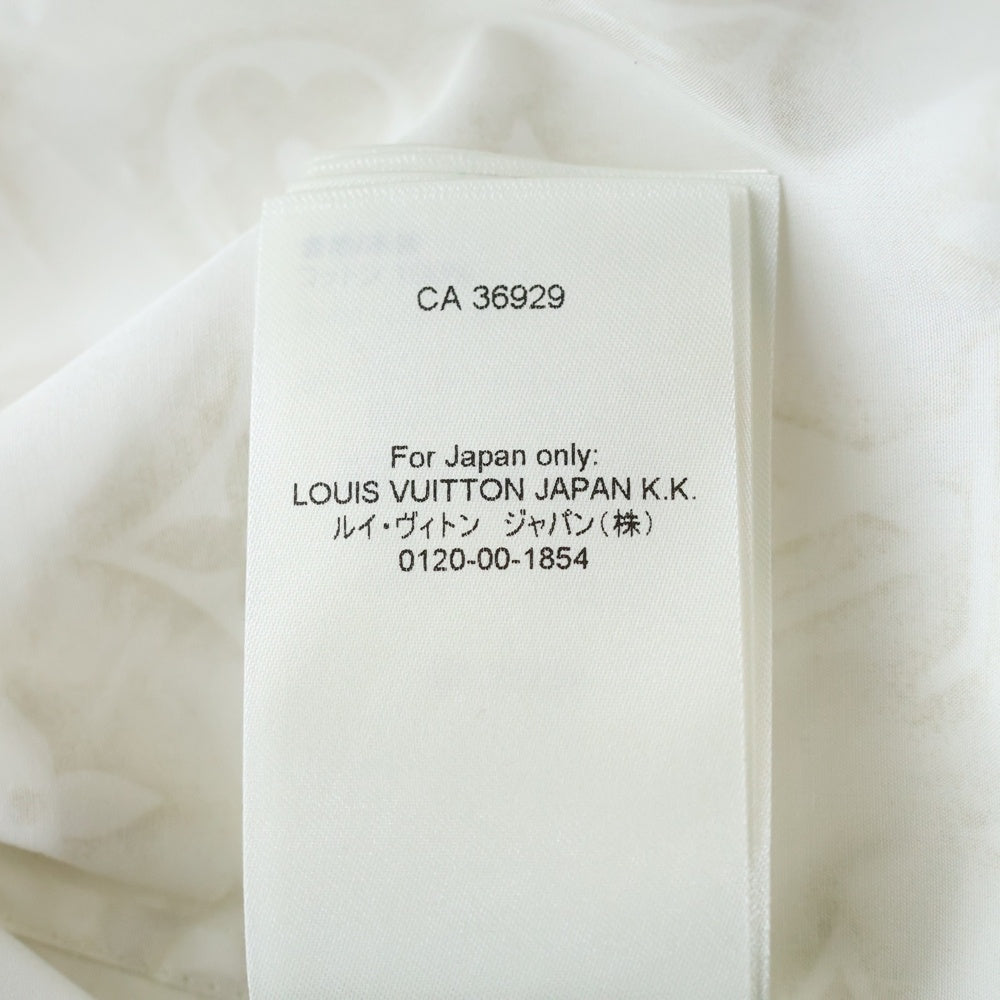 CA 36929
For Japan only:
LOUIS VUITTON JAPAN K.K.
ルイ・ヴィトン ジャパン(株)
0120-00-1854